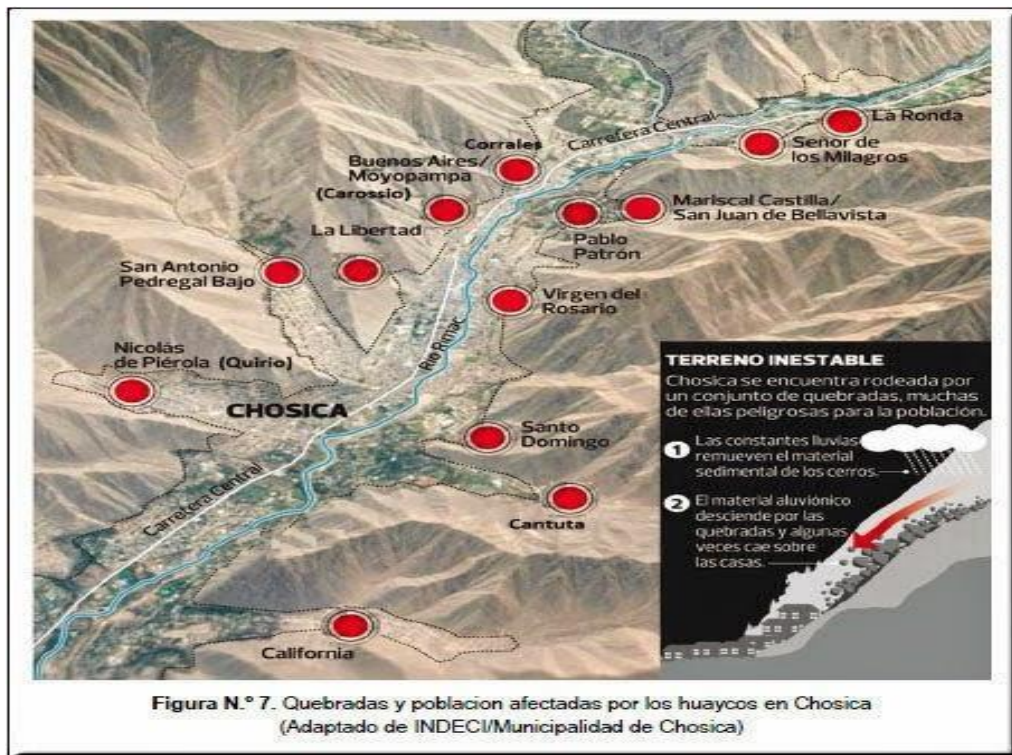 Carretera Central
La Ronda
Señor de
los Milagros
Corrales
Buenos Aires/
Moyopampa
(Carossio)
Mariscal Castilla/
San Juan de Bellavista
La Libertad
Pablo
Patrón
San Antonio
Pedregal Bajo
Virgen del
Rosario
Río Rímac
Nicolás
de Piérola (Quirio)
CHOSICA
Santo
Domingo
Cantuta
Carretera Central
California
TERRENO INESTABLE
Chosica se encuentra rodeada por
un conjunto de quebradas, muchas
de ellas peligrosas para la población.
1 Las constantes lluvias
remueven el material
sedimental de los cerros.
2 El material aluviónico
desciende por las
quebradas y algunas
veces cae sobre
las casas.
Figura N.° 7. Quebradas y poblacion afectadas por los huaycos en Chosica
(Adaptado de INDECI/Municipalidad de Chosica)